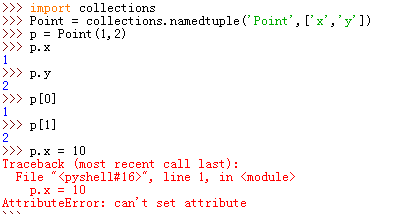 >>> import collections
>>> Point = collections.namedtuple('Point',['x','y'])
>>> p = Point(1,2)
>>> p.x
1
>>> p.y
2
>>> p[0]
1
>>> p[1]
2
>>> p.x = 10
Traceback (most recent call last):
  File "<pyshell#16>", line 1, in <module>
    p.x = 10
AttributeError: can't set attribute
>>>